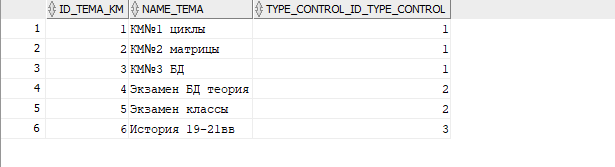 ID_TEMA_KM NAME_TEMA TYPE_CONTROL_ID_TYPE_CONTROL
1 1 КМ№1 циклы 1
2 2 КМ№2 матрицы 1
3 3 КМ№3 БД 1
4 4 Экзамен БД теория 2
5 5 Экзамен классы 2
6 6 История 19-21вв 3